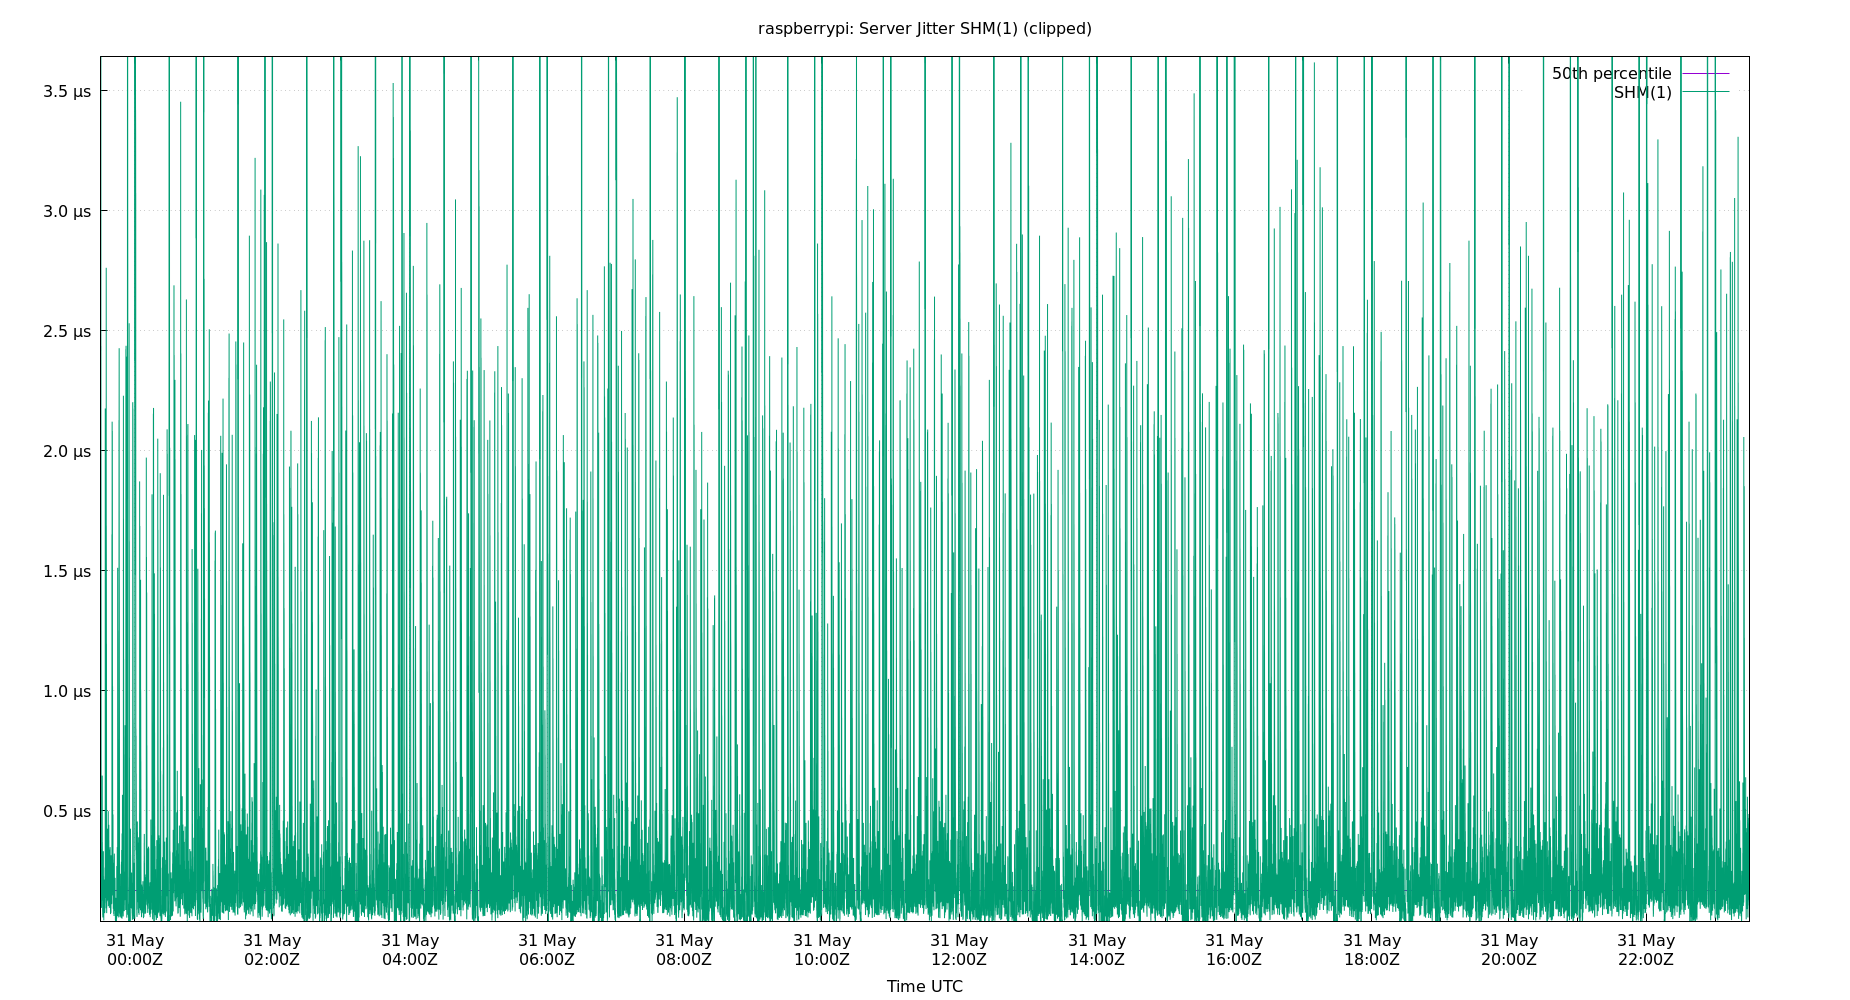 raspberrypi: Server Jitter SHM(1) (clipped)
50th percentile
SHM(1)
3.5 µs
3.0 µs
2.5 µs
2.0 µs
1.5 µs
1.0 µs
0.5 µs
31 May 31 May 31 May 31 May 31 May 31 May 31 May 31 May 31 May 31 May 31 May 31 May
00:00Z 02:00Z 04:00Z 06:00Z 08:00Z 10:00Z 12:00Z 14:00Z 16:00Z 18:00Z 20:00Z 22:00Z
Time UTC